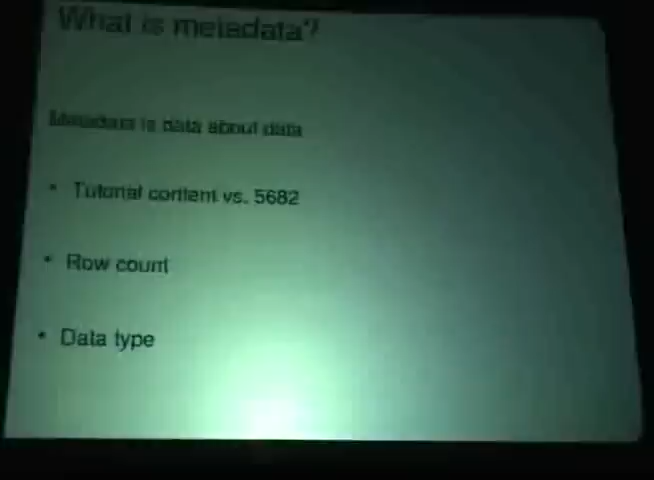 What is metadata?
Metadata is data about data
• Tutorial content vs. 5682
• Row count
• Data type